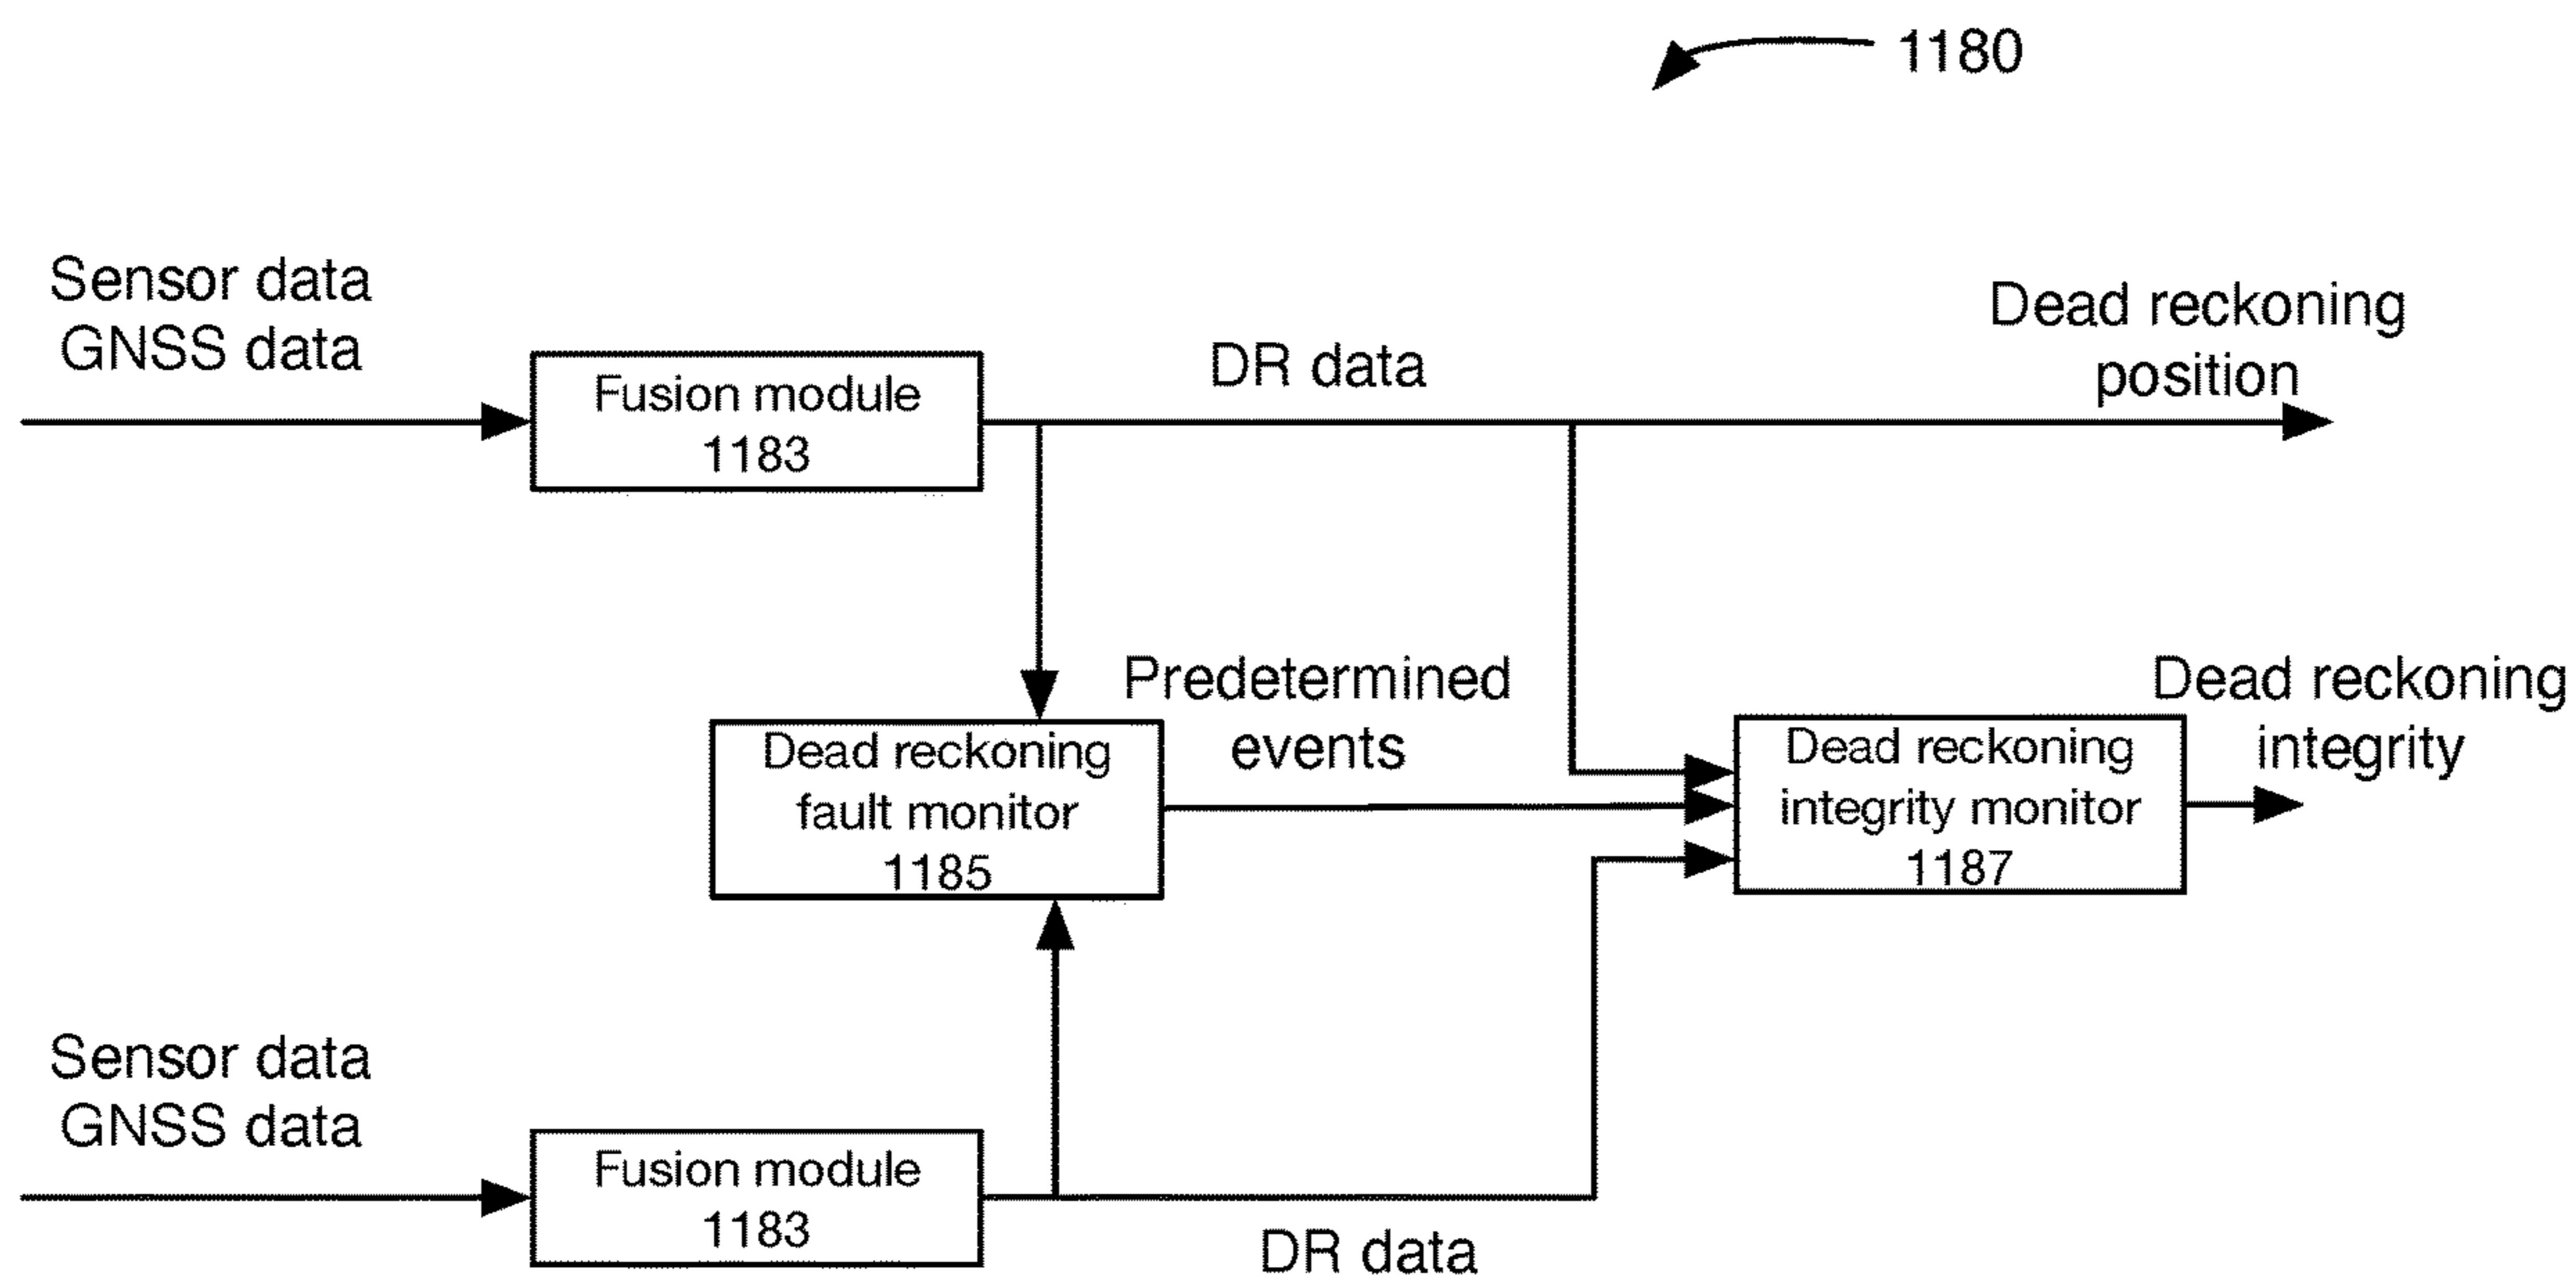 1180
Sensor data
GNSS data
Fusion module
1183
DR data
Dead reckoning
position
Dead reckoning
fault monitor
1185
Predetermined
events
Dead reckoning
integrity monitor
1187
Dead reckoning
integrity
Sensor data
GNSS data
Fusion module
1183
DR data